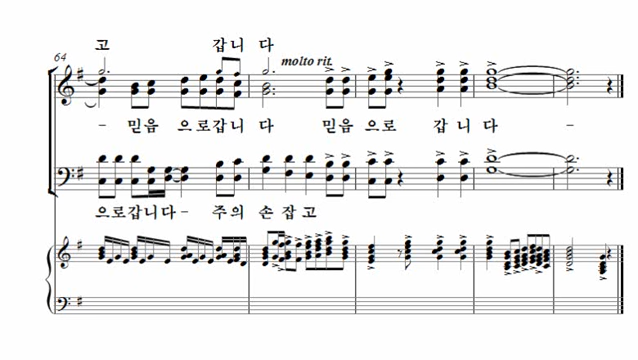 고 갑니 다
64
molto rit.
- 믿음 으로갑니 다 믿음 으로 갑 니 다 -
으로갑니다- 주의 손 잡고